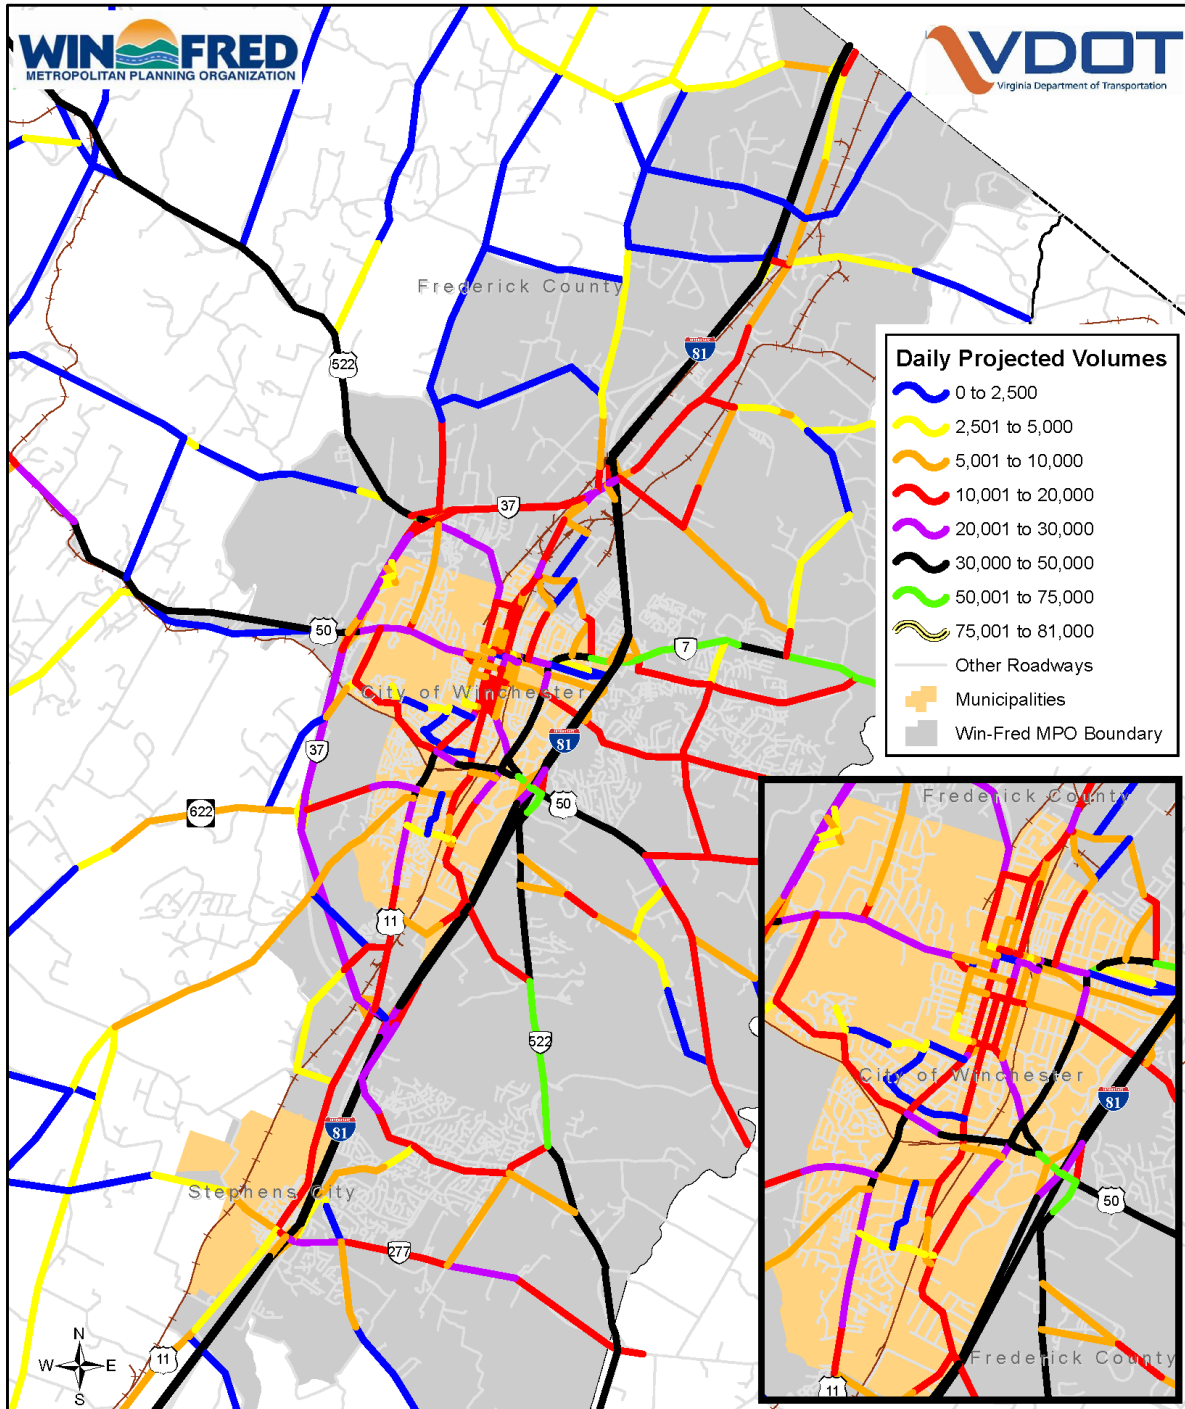 WIN FRED
METROPOLITAN PLANNING ORGANIZATION
VDOT
Virginia Department of Transportation
Frederick County
81
522
Daily Projected Volumes
0 to 2,500
2,501 to 5,000
5,001 to 10,000
10,001 to 20,000
20,001 to 30,000
30,000 to 50,000
50,001 to 75,000
75,001 to 81,000
Other Roadways
Municipalities
Win-Fred MPO Boundary
37
50
7
City of Winchester
37
81
50
622
11
522
81
Stephens City
277
11
N
W E
S
Frederick County
City of Winchester
81
50
Frederick County
11